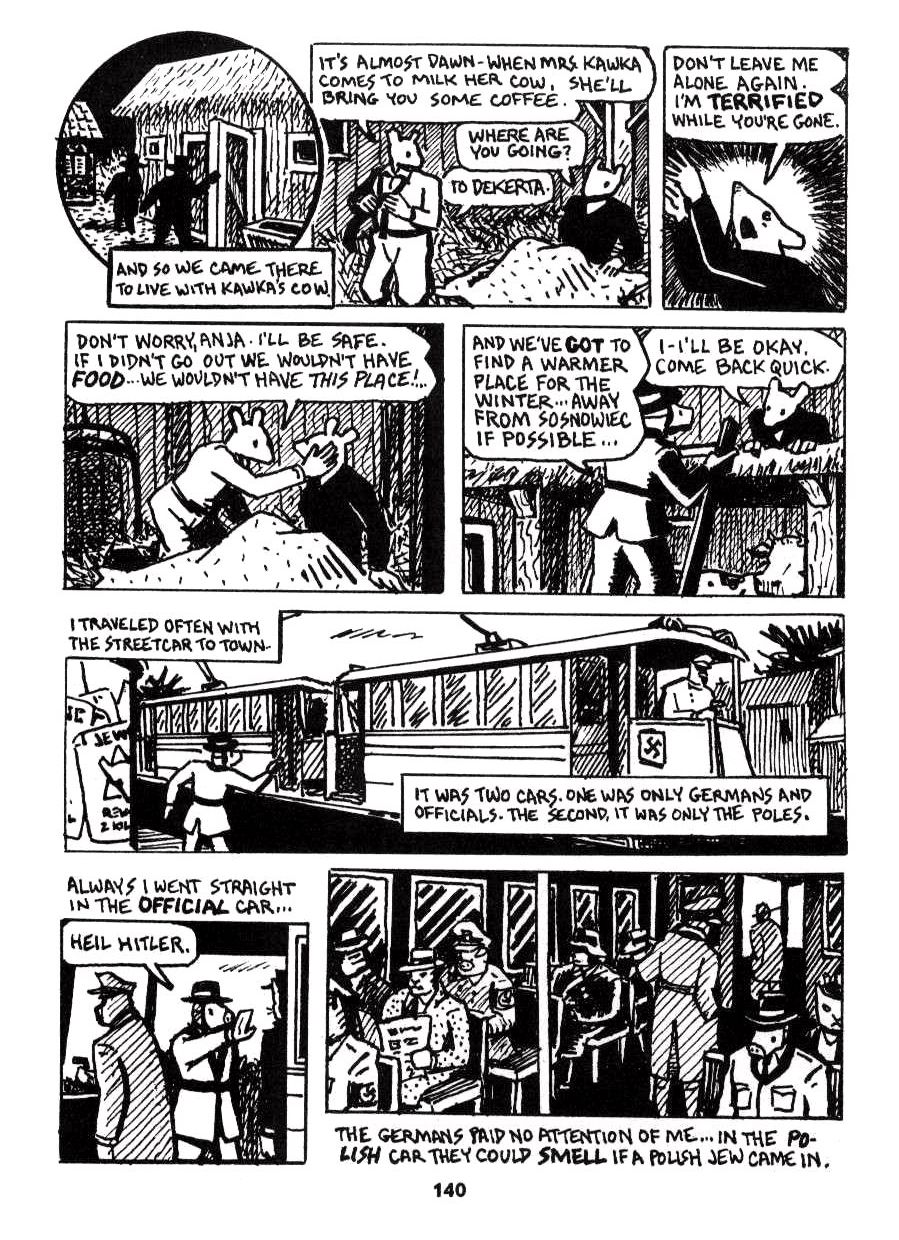 AND SO WE CAME THERE
TO LIVE WITH KAWKA'S COW.
IT'S ALMOST DAWN - WHEN MRS. KAWKA
COMES TO MILK HER COW, SHE'LL
BRING YOU SOME COFFEE.
WHERE ARE
YOU GOING?
TO DEKERTA.
DON'T LEAVE ME
ALONE AGAIN.
I'M TERRIFIED
WHILE YOU'RE GONE.
DON'T WORRY, ANJA. I'LL BE SAFE.
IF I DIDN'T GO OUT WE WOULDN'T HAVE
FOOD... WE WOULDN'T HAVE THIS PLACE!...
AND WE'VE GOT TO
FIND A WARMER
PLACE FOR THE
WINTER... AWAY
FROM SOSNOWIEC
IF POSSIBLE...
I-I'LL BE OKAY.
COME BACK QUICK.
I TRAVELED OFTEN WITH
THE STREETCAR TO TOWN.
JEW
REW
IT WAS TWO CARS. ONE WAS ONLY GERMANS AND
OFFICIALS. THE SECOND, IT WAS ONLY THE POLES.
ALWAYS I WENT STRAIGHT
IN THE OFFICIAL CAR...
HEIL HITLER.
THE GERMANS PAID NO ATTENTION OF ME... IN THE PO-
LISH CAR THEY COULD SMELL IF A POLISH JEW CAME IN.
140